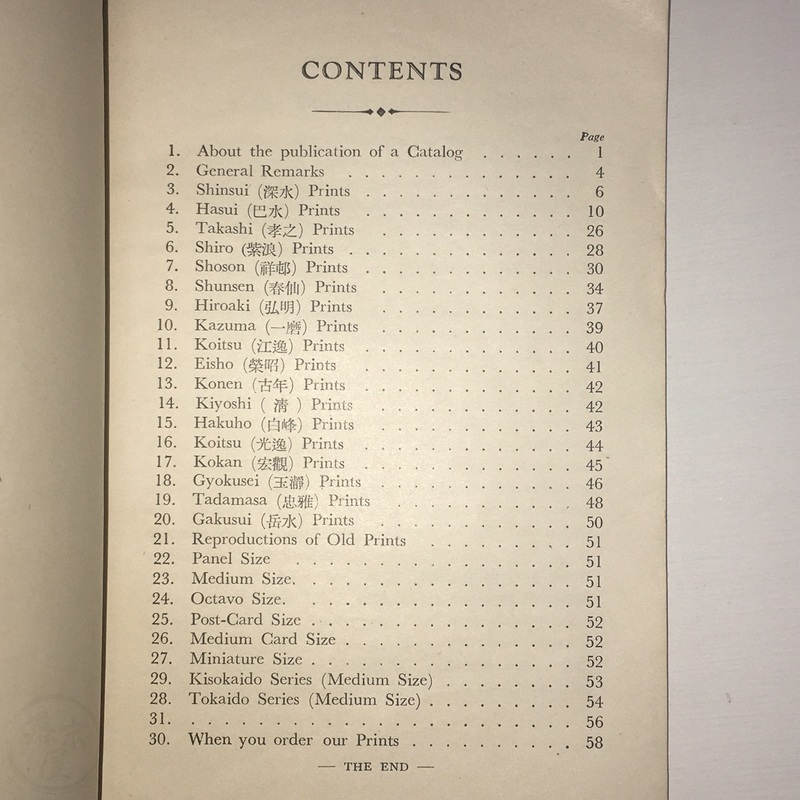 CONTENTS
Page
1. About the publication of a Catalog . . . . . . 1
2. General Remarks . . . . . . . . . . . . . 4
3. Shinsui (深水) Prints . . . . . . . . . . . . 6
4. Hasui (巴水) Prints . . . . . . . . . . . . 10
5. Takashi (孝之) Prints . . . . . . . . . . . 26
6. Shiro (紫浪) Prints . . . . . . . . . . . . . 28
7. Shoson (祥邨) Prints . . . . . . . . . . . . 30
8. Shunsen (春仙) Prints . . . . . . . . . . . 34
9. Hiroaki (弘明) Prints . . . . . . . . . . . 37
10. Kazuma (一磨) Prints . . . . . . . . . . . 39
11. Koitsu (江逸) Prints . . . . . . . . . . . . 40
12. Eisho (榮昭) Prints . . . . . . . . . . . . 41
13. Konen (古年) Prints . . . . . . . . . . . . 42
14. Kiyoshi ( 清 ) Prints . . . . . . . . . . . 42
15. Hakuho (白峰) Prints . . . . . . . . . . . 43
16. Koitsu (光逸) Prints . . . . . . . . . . . . 44
17. Kokan (宏觀) Prints . . . . . . . . . . . . 45
18. Gyokusei (玉瀞) Prints . . . . . . . . . . . 46
19. Tadamasa (忠雅) Prints . . . . . . . . . . 48
20. Gakusui (岳水) Prints . . . . . . . . . . . 50
21. Reproductions of Old Prints . . . . . . . . 51
22. Panel Size . . . . . . . . . . . . . . . 51
23. Medium Size. . . . . . . . . . . . . . . 51
24. Octavo Size. . . . . . . . . . . . . . . 51
25. Post-Card Size . . . . . . . . . . . . . . 52
26. Medium Card Size . . . . . . . . . . . . . 52
27. Miniature Size . . . . . . . . . . . . . . 52
29. Kisokaido Series (Medium Size) . . . . . . . 53
28. Tokaido Series (Medium Size) . . . . . . . . 54
31. . . . . . . . . . . . . . . . . . . . . 56
30. When you order our Prints . . . . . . . . . 58
— THE END —